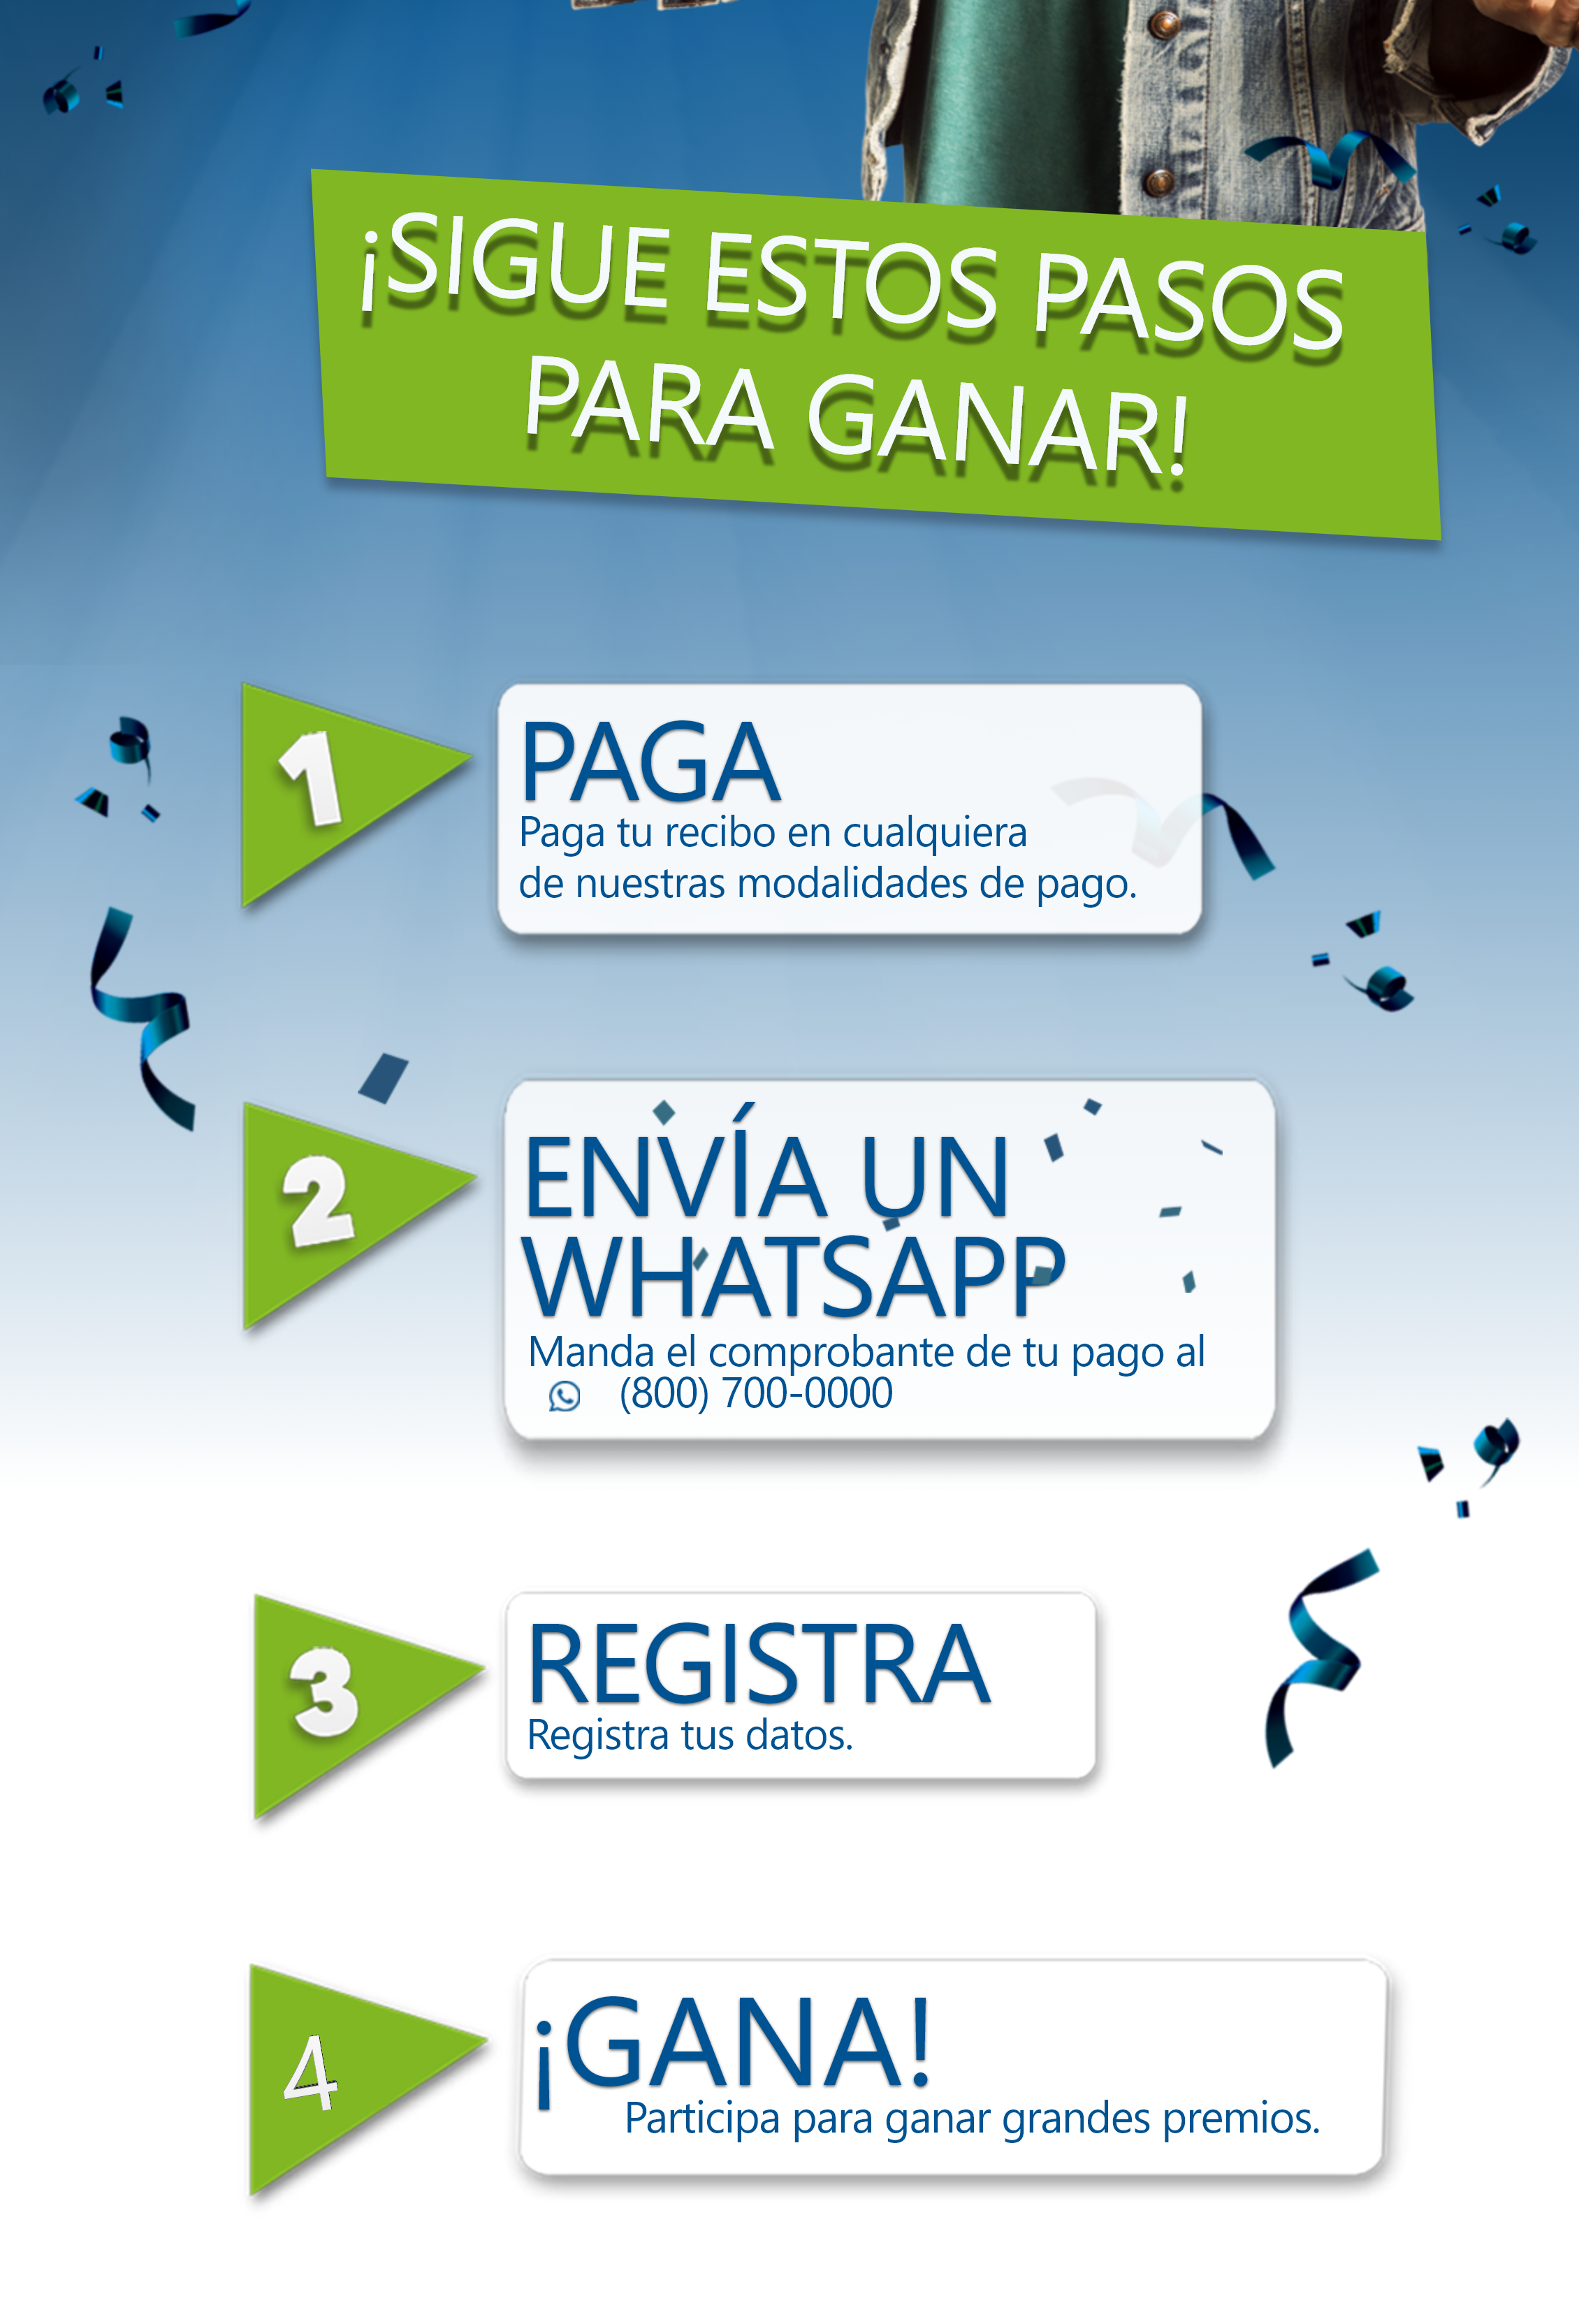 ¡SIGUE ESTOS PASOS
PARA GANAR!
1
PAGA
Paga tu recibo en cualquiera
de nuestras modalidades de pago.
2
ENVÍA UN
WHATSAPP
Manda el comprobante de tu pago al
(800) 700-0000
3
REGISTRA
Registra tus datos.
4
¡GANA!
Participa para ganar grandes premios.